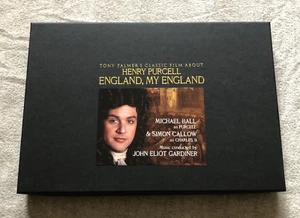 TONY PALMER'S CLASSIC FILM ABOUT
HENRY PURCELL
ENGLAND, MY ENGLAND
MICHAEL BALL
AS PURCELL
& SIMON CALLOW
AS CHARLES II
Music conducted by
JOHN ELIOT GARDINER